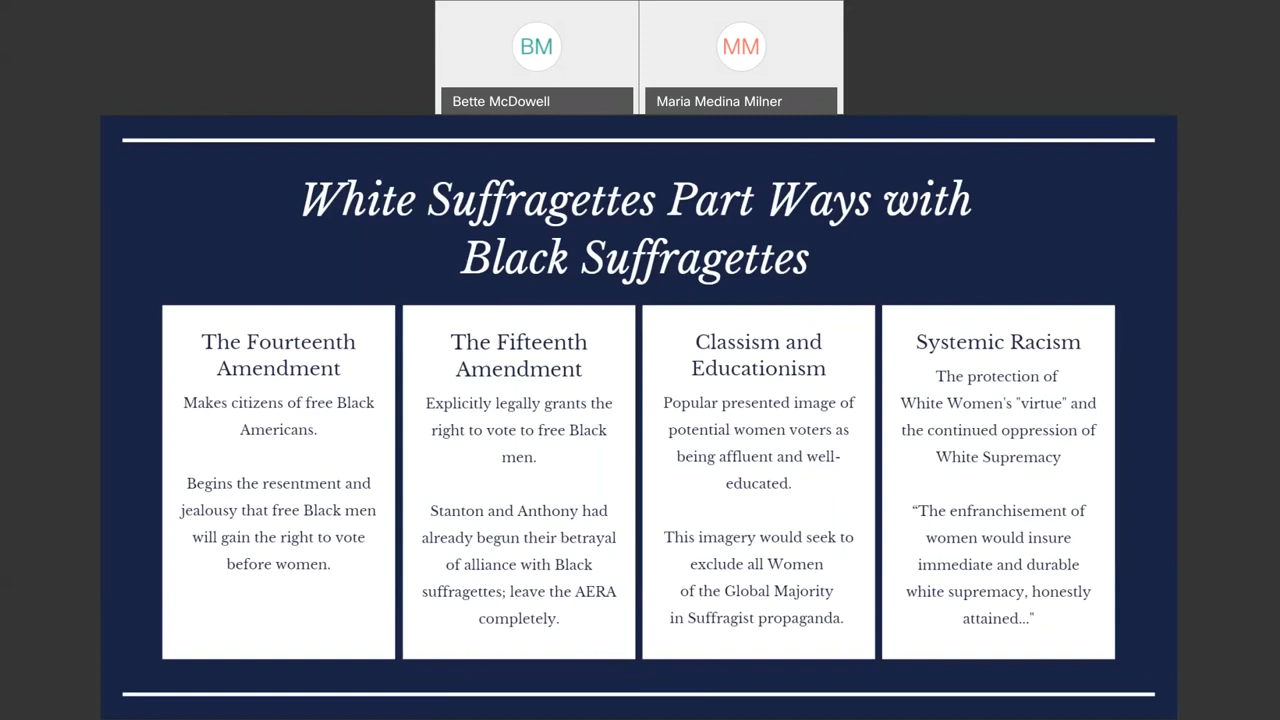 BM
MM
Bette McDowell
Maria Medina Milner
White Suffragettes Part Ways with
Black Suffragettes
The Fourteenth
Amendment
Makes citizens of free Black
Americans.
Begins the resentment and
jealousy that free Black men
will gain the right to vote
before women.
The Fifteenth
Amendment
Explicitly legally grants the
right to vote to free Black
men.
Stanton and Anthony had
already begun their betrayal
of alliance with Black
suffragettes; leave the AERA
completely.
Classism and
Educationism
Popular presented image of
potential women voters as
being affluent and well-
educated.
This imagery would seek to
exclude all Women
of the Global Majority
in Suffragist propaganda.
Systemic Racism
The protection of
White Women's "virtue" and
the continued oppression of
White Supremacy
“The enfranchisement of
women would insure
immediate and durable
white supremacy, honestly
attained..."